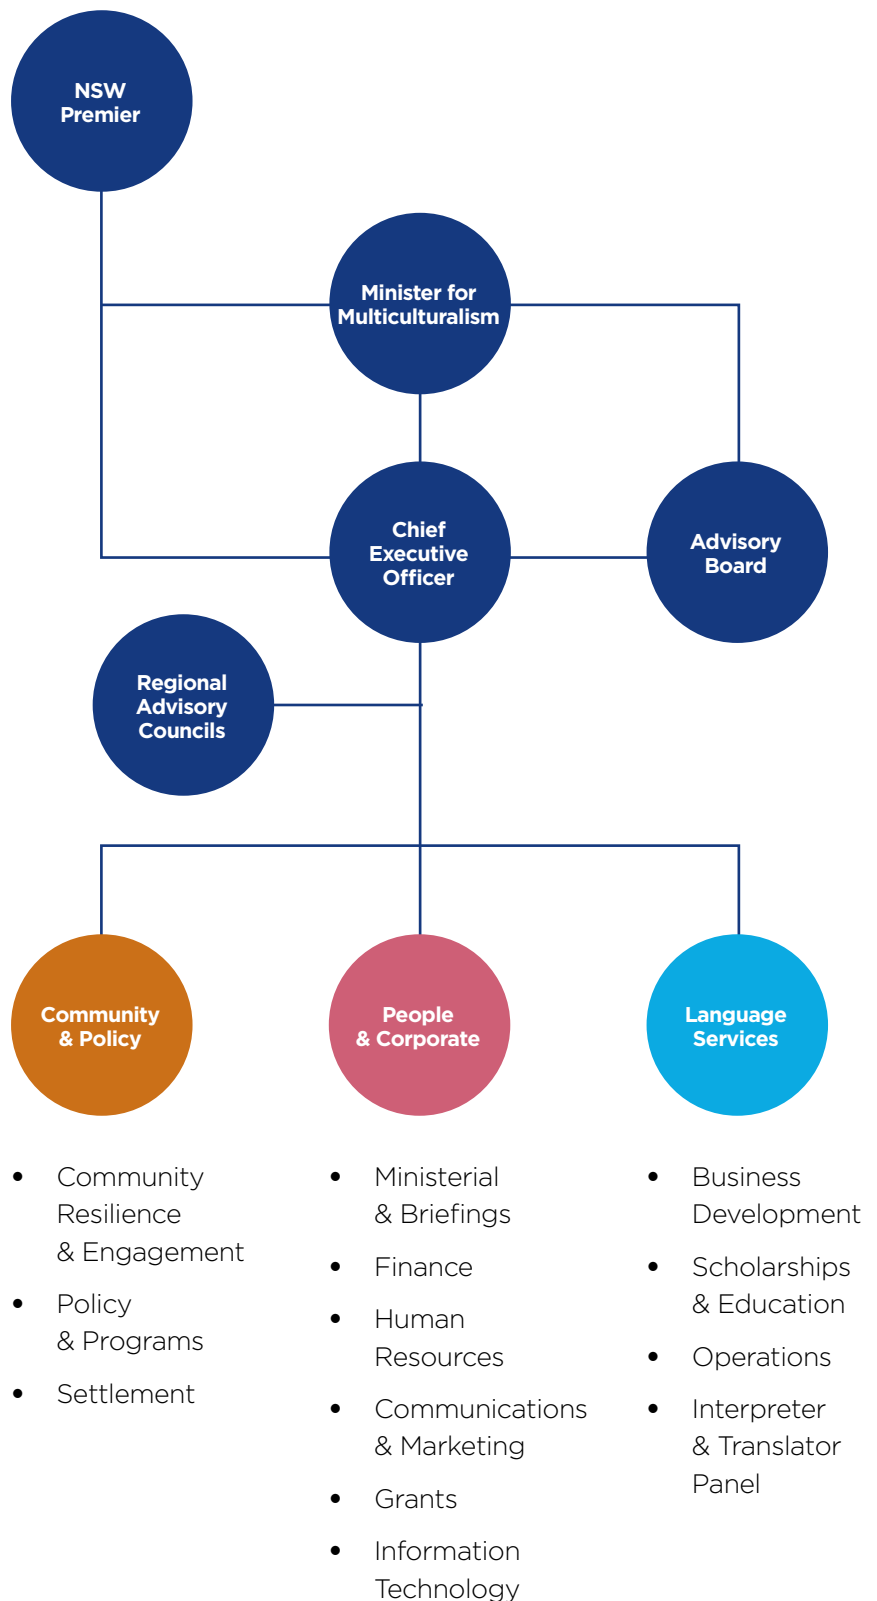 NSW
Premier
Minister for
Multiculturalism
Chief
Executive
Officer
Advisory
Board
Regional
Advisory
Councils
Community
& Policy
People
& Corporate
Language
Services
• Community
Resilience
& Engagement
• Policy
& Programs
• Settlement
• Ministerial
& Briefings
• Finance
• Human
Resources
• Communications
& Marketing
• Grants
• Information
Technology
• Business
Development
• Scholarships
& Education
• Operations
• Interpreter
& Translator
Panel